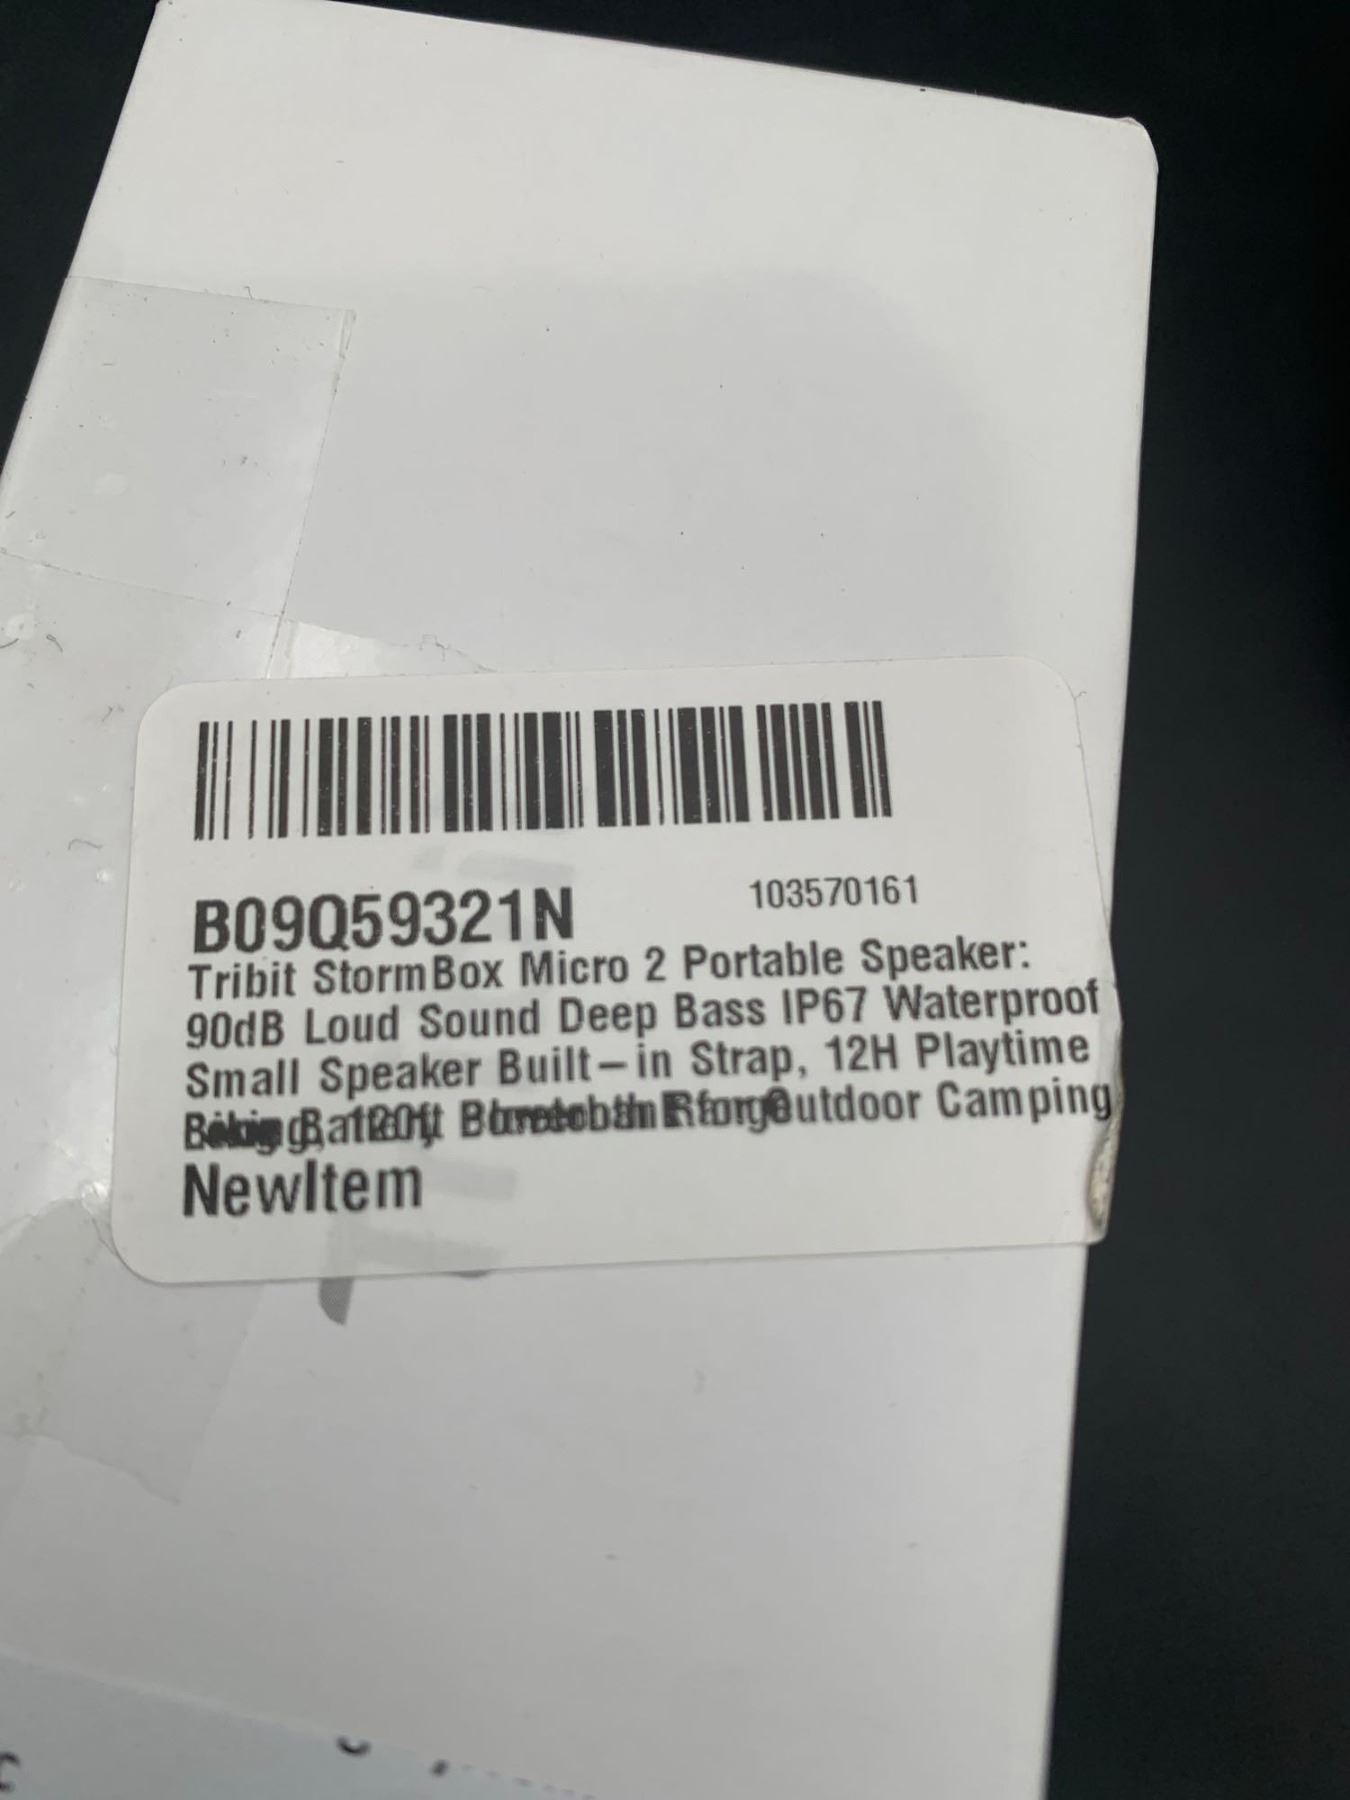 B09Q59321N 103570161
Tribit StormBox Micro 2 Portable Speaker:
90dB Loud Sound Deep Bass IP67 Waterproof
Small Speaker Built-in Strap, 12H Playtime
Outdoor Camping
NewItem